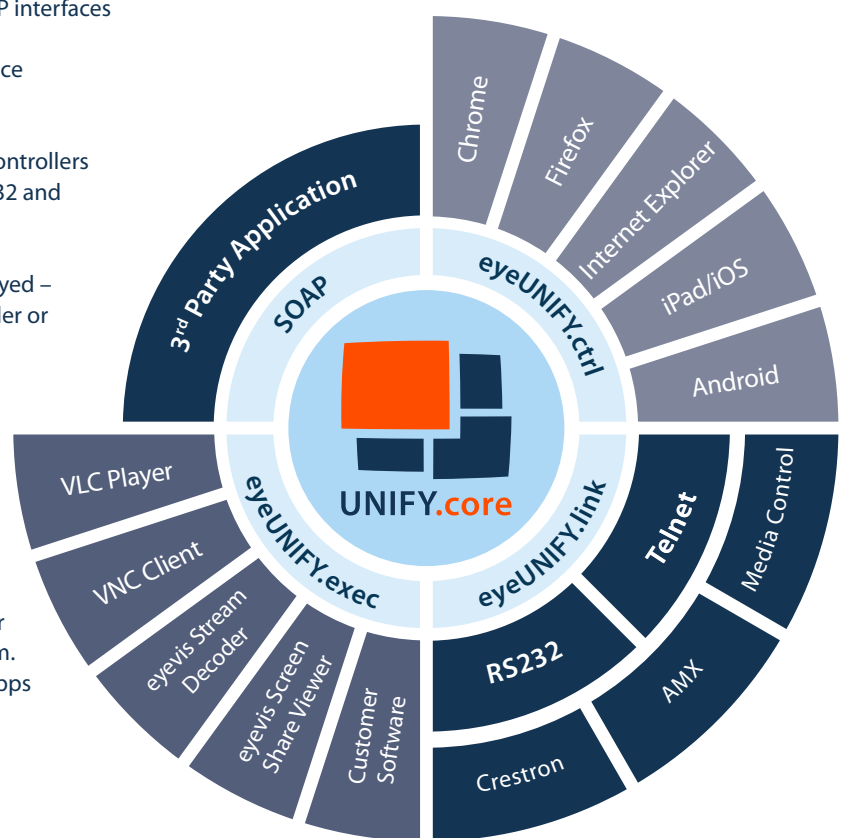 P interfaces
ce
ontrollers
32 and
yed –
der or
r
n.
pps
3rd Party Application
SOAP
Chrome
Firefox
Internet Explorer
iPad/iOS
Android
eyeUNIFY.ctrl
UNIFY.core
eyeUNIFY.exec
eyeUNIFY.link
VLC Player
VNC Client
eyevis Stream
Decoder
eyevis Screen
Share Viewer
Customer
Software
Telnet
RS232
Media Control
AMX
Crestron